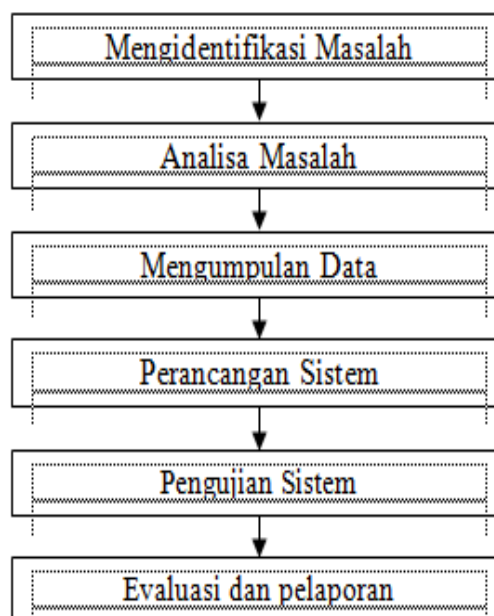 Mengidentifikasi Masalah
Analisa Masalah
Mengumpulan Data
Perancangan Sistem
Pengujian Sistem
Evaluasi dan pelaporan